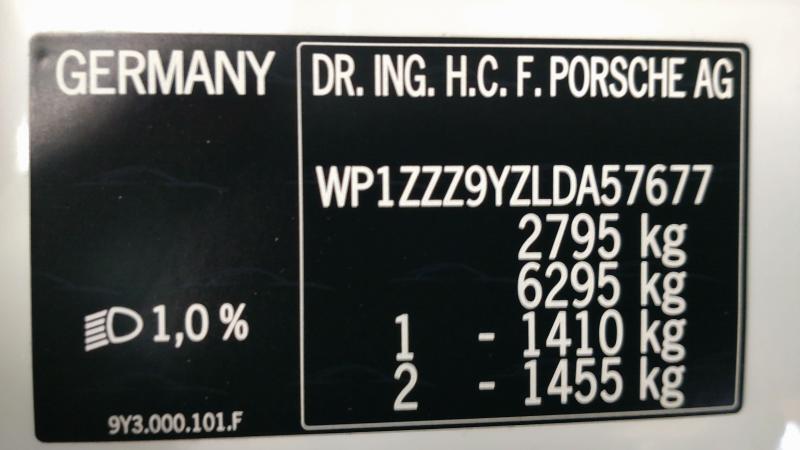 GERMANY
DR. ING. H.C. F. PORSCHE AG
WP1ZZZ9YZLDA57677
2795 kg
6295 kg
1 - 1410 kg
2 - 1455 kg
1,0 %
9Y3.000.101.F